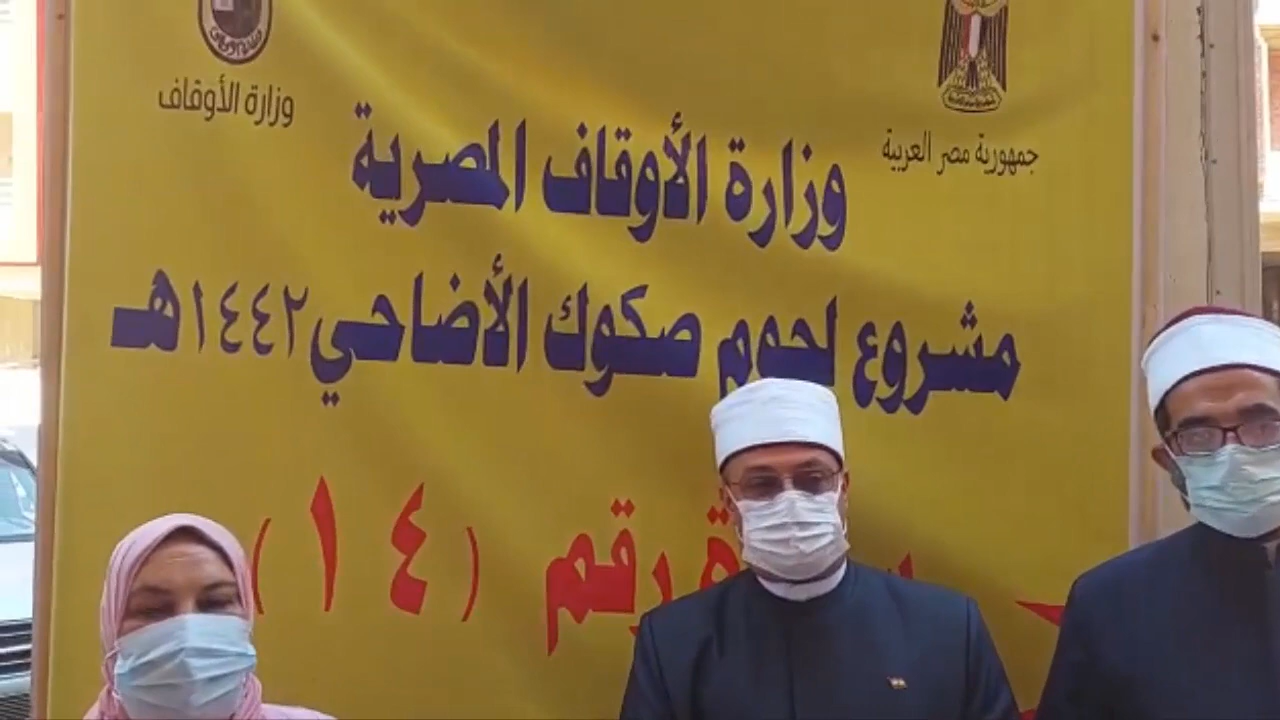 جمهورية مصر العربية
وزارة الأوقاف
وزارة الأوقاف المصرية
مشروع لحوم صكوك الأضاحي ١٤٤٢هـ
رقم (١٤)